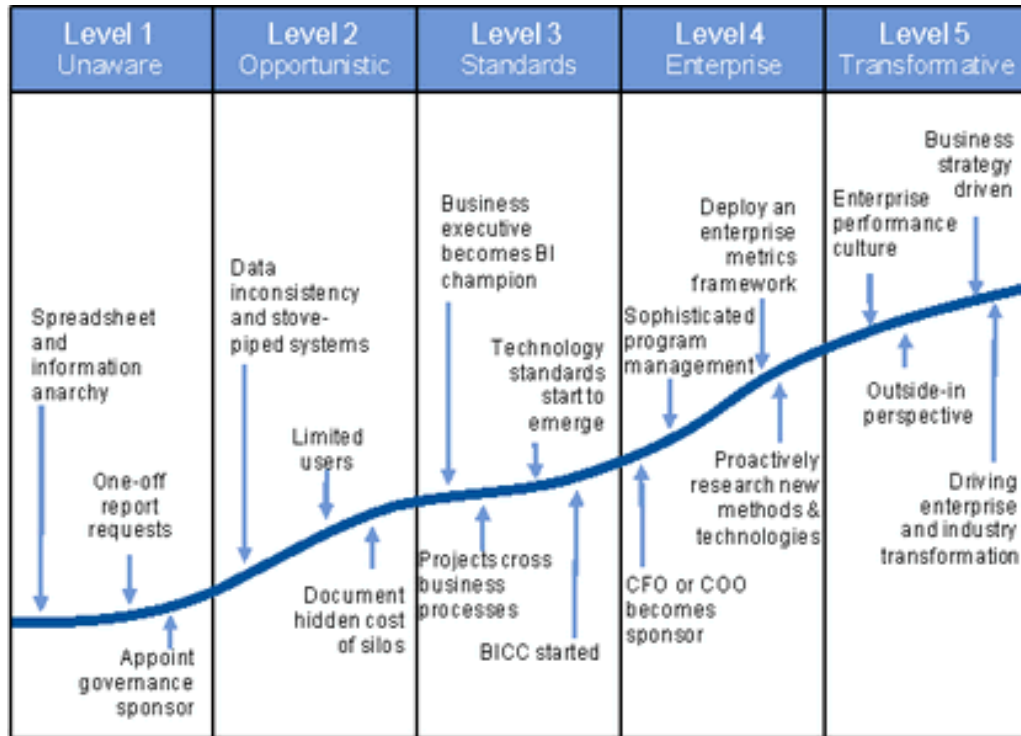 Level 1
Unaware
Level 2
Opportunistic
Level 3
Standards
Level 4
Enterprise
Level 5
Transformative
Spreadsheet
and
information
anarchy
One-off
report
requests
Appoint
governance
sponsor
Data
inconsistency
and stove-
piped systems
Limited
users
Document
hidden cost
of silos
Business
executive
becomes BI
champion
Technology
standards
start to
emerge
Projects cross
business
processes
BICC started
Deploy an
enterprise
metrics
framework
Sophisticated
program
management
Proactively
research new
methods &
technologies
CFO or COO
becomes
sponsor
Business
strategy
driven
Enterprise
performance
culture
Outside-in
perspective
Driving
enterprise
and industry
transformation